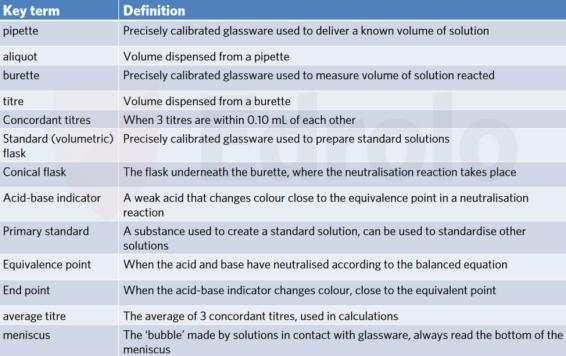 Key term Definition
pipette Precisely calibrated glassware used to deliver a known volume of solution
aliquot Volume dispensed from a pipette
burette Precisely calibrated glassware used to measure volume of solution reacted
titre Volume dispensed from a burette
Concordant titres When 3 titres are within 0.10 mL of each other
Standard (volumetric) Precisely calibrated glassware used to prepare standard solutions
flask
Conical flask The flask underneath the burette, where the neutralisation reaction takes place
Acid-base indicator A weak acid that changes colour close to the equivalence point in a neutralisation
reaction
Primary standard A substance used to create a standard solution, can be used to standardise other
solutions
Equivalence point When the acid and base have neutralised according to the balanced equation
End point When the acid-base indicator changes colour, close to the equivalent point
average titre The average of 3 concordant titres, used in calculations
meniscus The ‘bubble’ made by solutions in contact with glassware, always read the bottom of the
meniscus
Edrolo